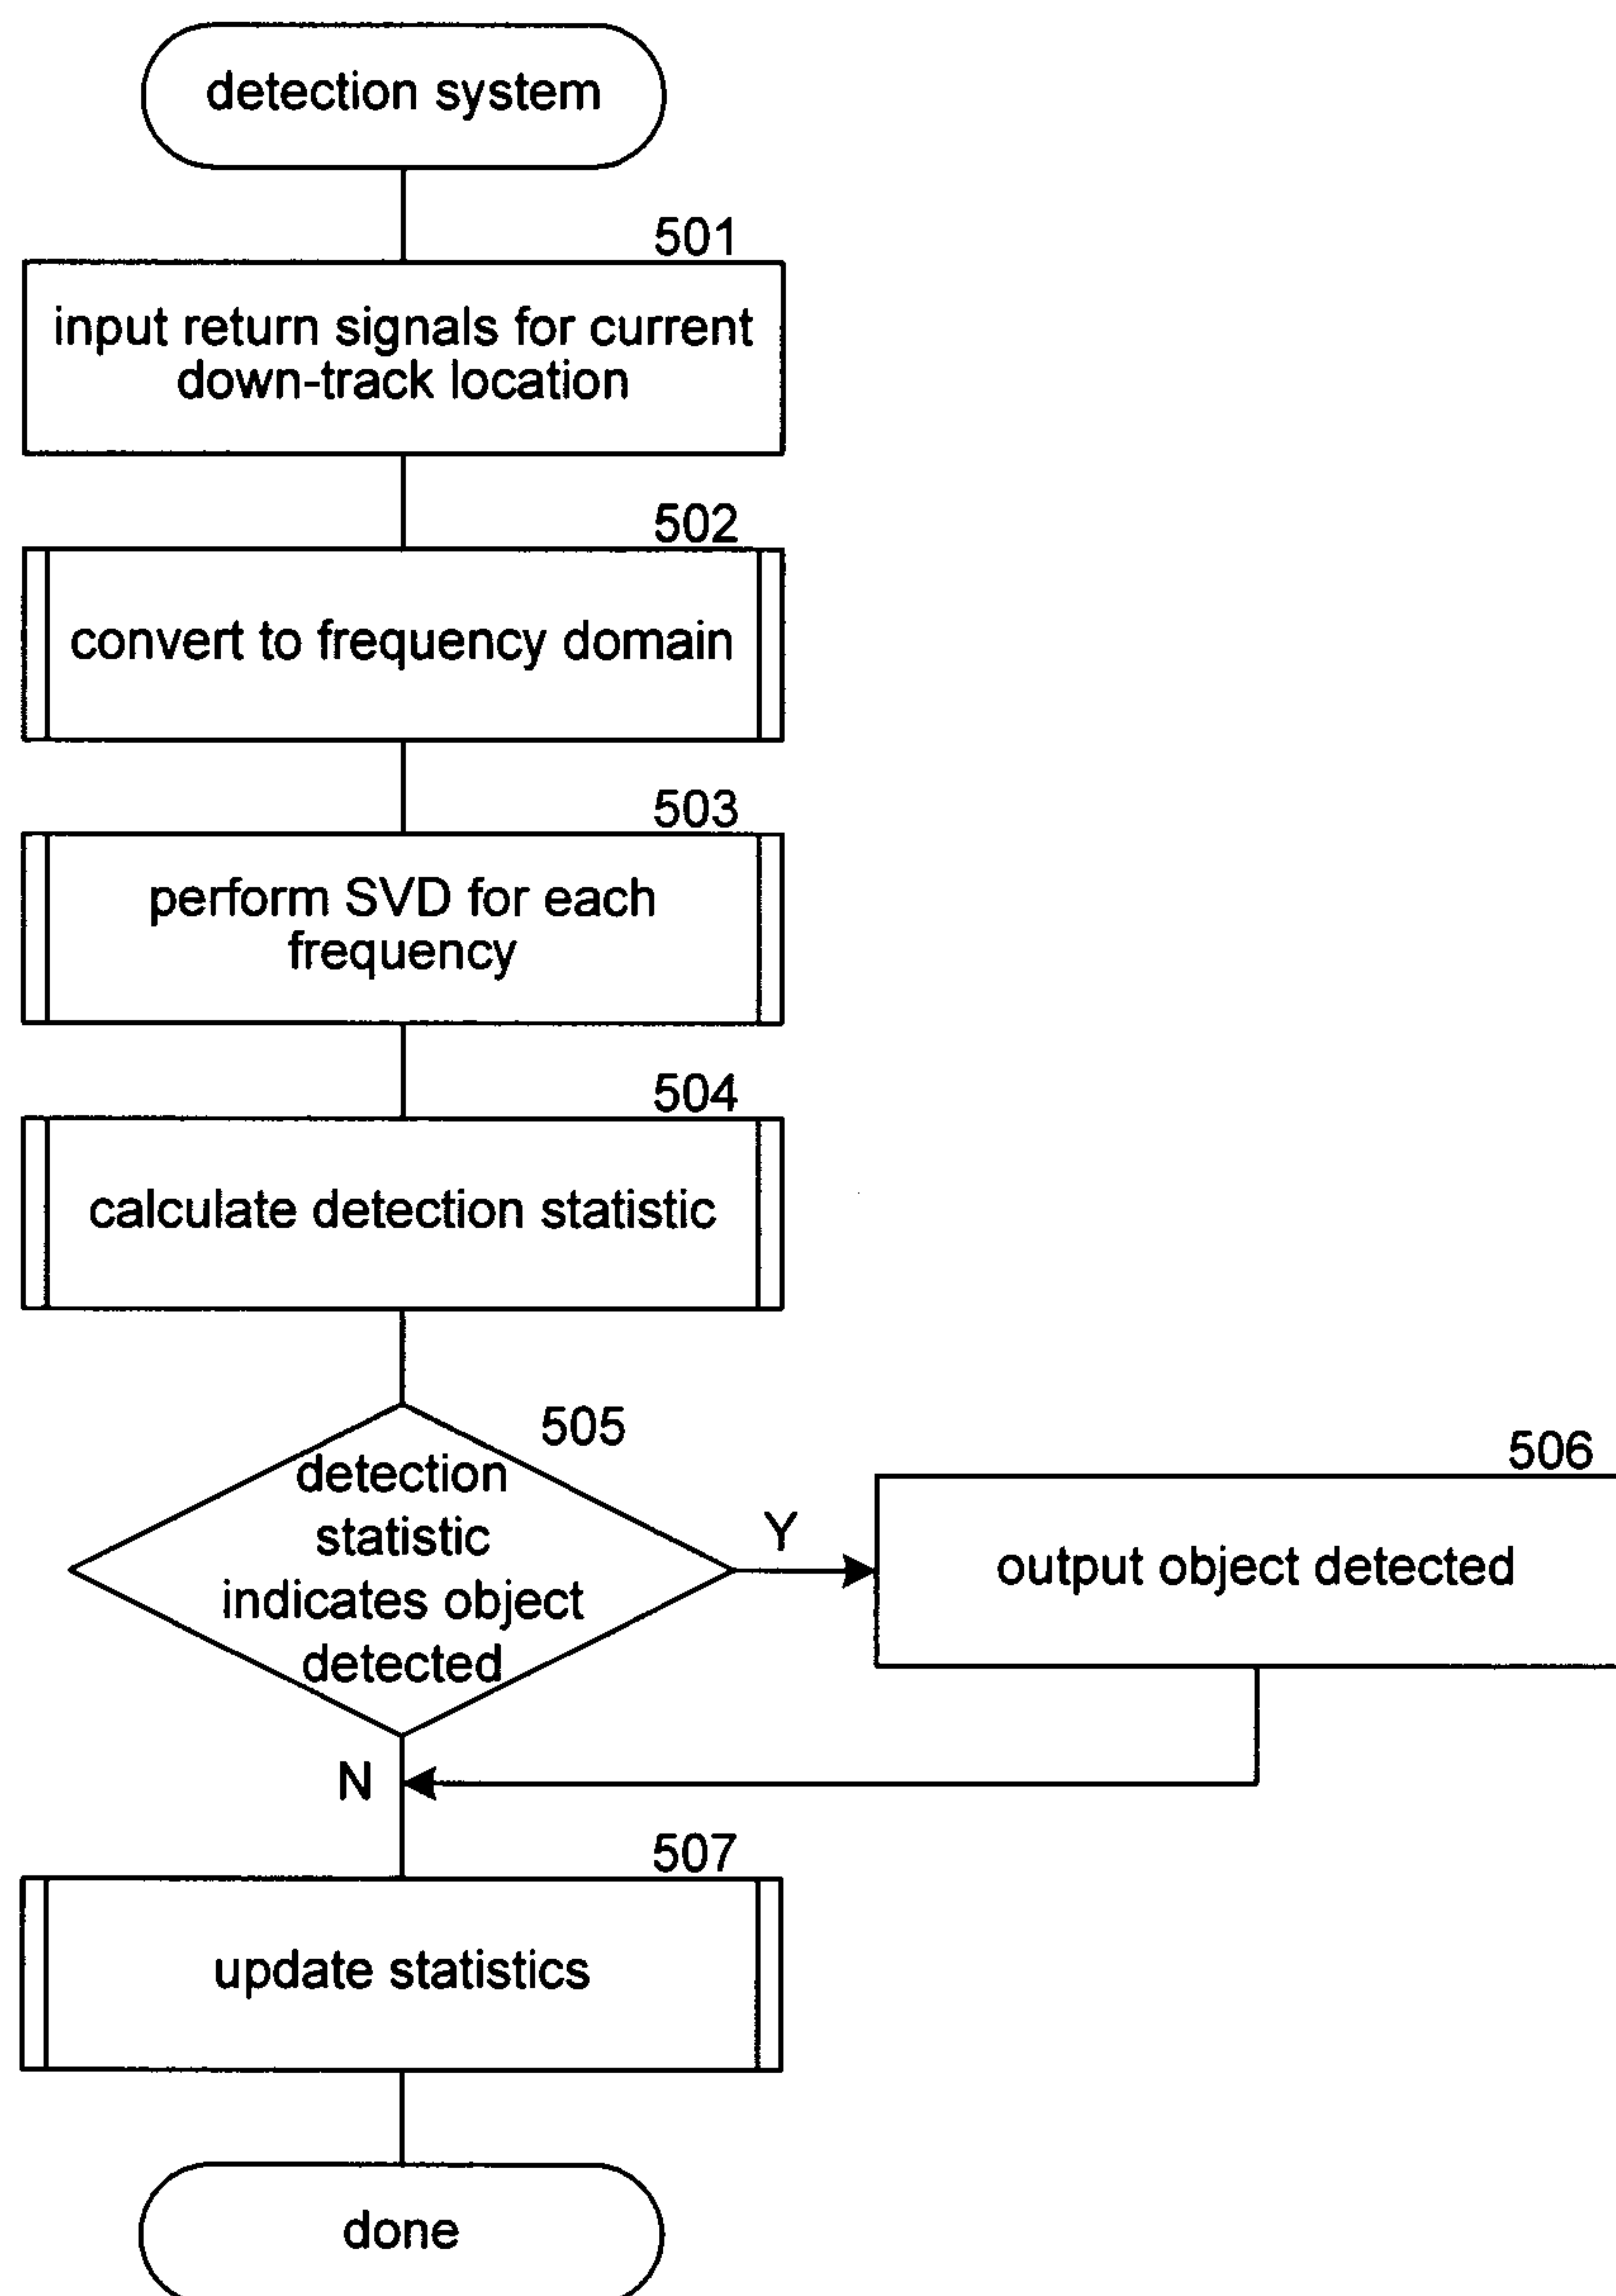 detection system
501
input return signals for current
down-track location
502
convert to frequency domain
503
perform SVD for each
frequency
504
calculate detection statistic
505
detection
statistic
indicates object
detected
Y
506
output object detected
N
507
update statistics
done